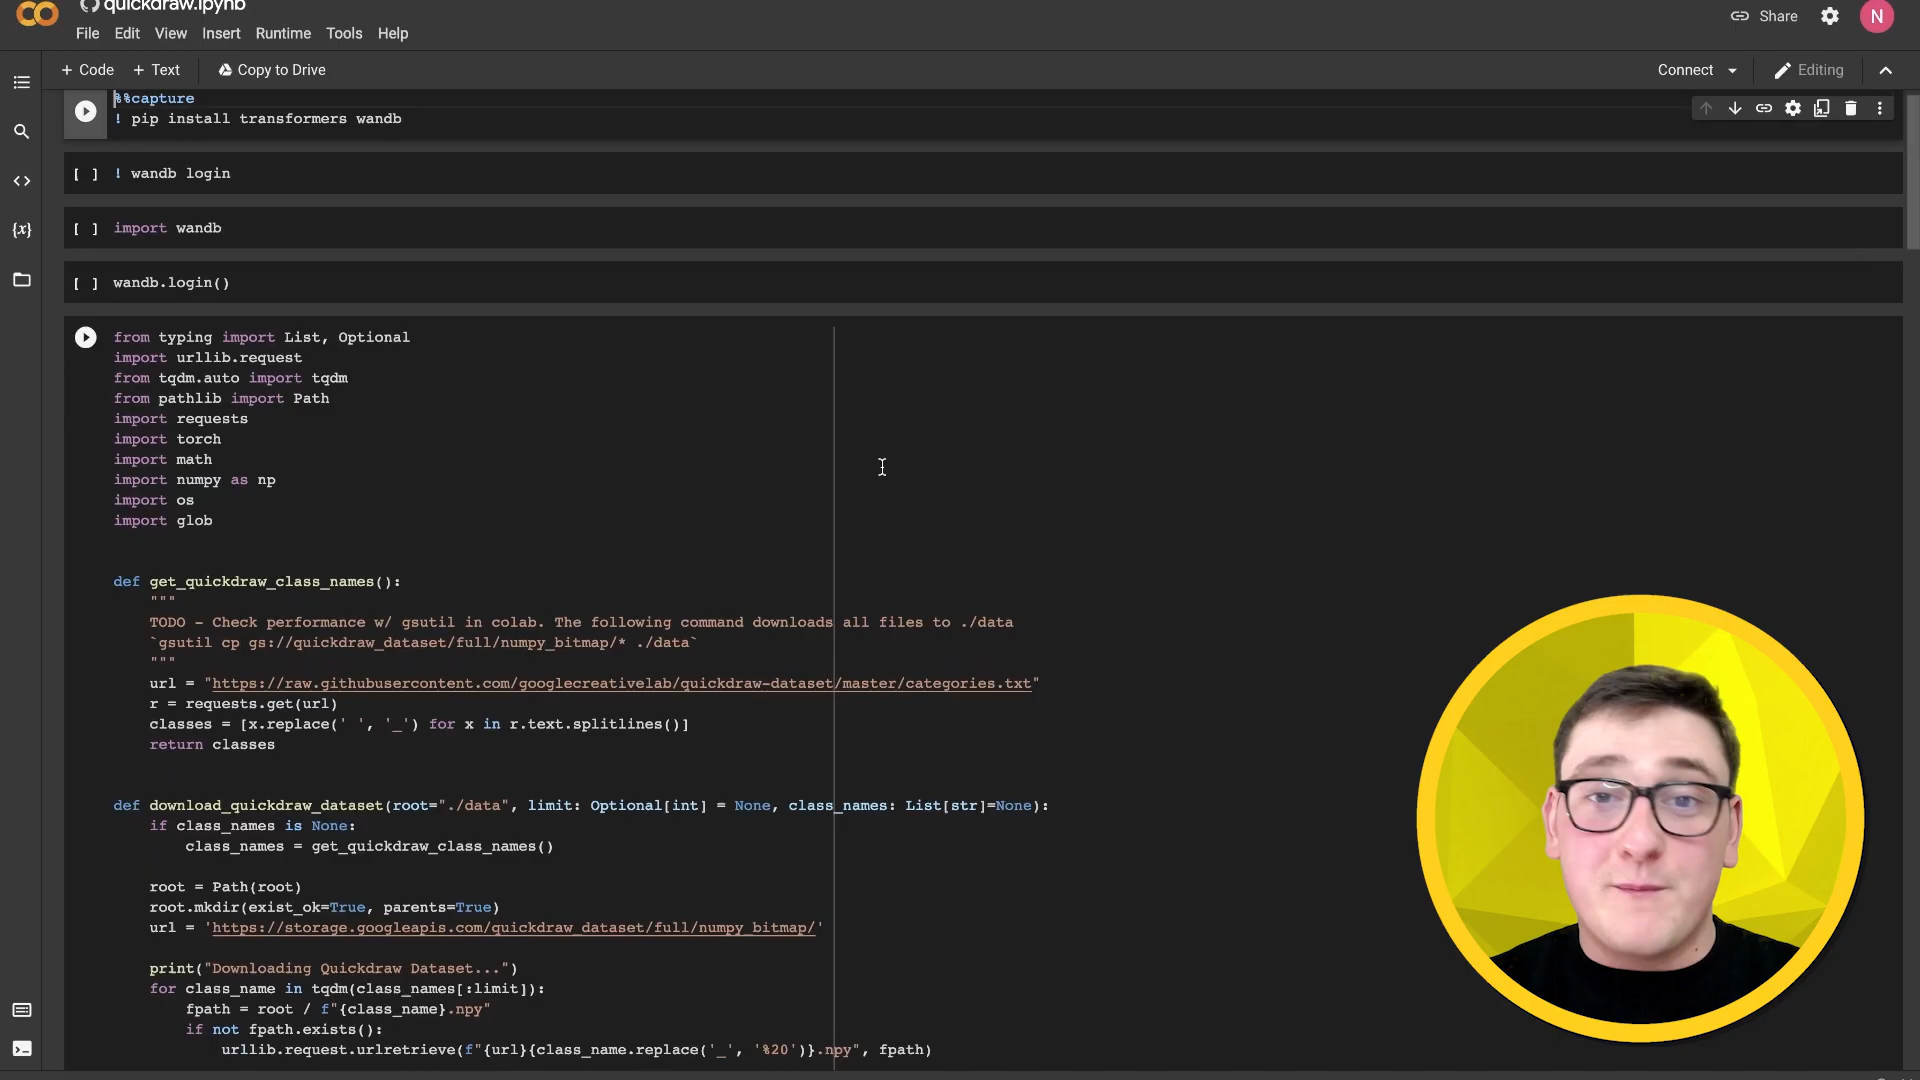 quickdraw.ipynb
File Edit View Insert Runtime Tools Help
Share
N
+ Code + Text Copy to Drive
Connect
Editing
%%capture
! pip install transformers wandb
[ ] ! wandb login
[ ] import wandb
[ ] wandb.login()
from typing import List, Optional
import urllib.request
from tqdm.auto import tqdm
from pathlib import Path
import requests
import torch
import math
import numpy as np
import os
import glob
def get_quickdraw_class_names():
"""
TODO - Check performance w/ gsutil in colab. The following command downloads all files to ./data
`gsutil cp gs://quickdraw_dataset/full/numpy_bitmap/* ./data`
"""
url = "https://raw.githubusercontent.com/googlecreativelab/quickdraw-dataset/master/categories.txt"
r = requests.get(url)
classes = [x.replace(' ', '_') for x in r.text.splitlines()]
return classes
def download_quickdraw_dataset(root="./data", limit: Optional[int] = None, class_names: List[str]=None):
if class_names is None:
class_names = get_quickdraw_class_names()
root = Path(root)
root.mkdir(exist_ok=True, parents=True)
url = 'https://storage.googleapis.com/quickdraw_dataset/full/numpy_bitmap/'
print("Downloading Quickdraw Dataset...")
for class_name in tqdm(class_names[:limit]):
fpath = root / f"{class_name}.npy"
if not fpath.exists():
urllib.request.urlretrieve(f"{url}{class_name.replace('_', '%20')}.npy", fpath)